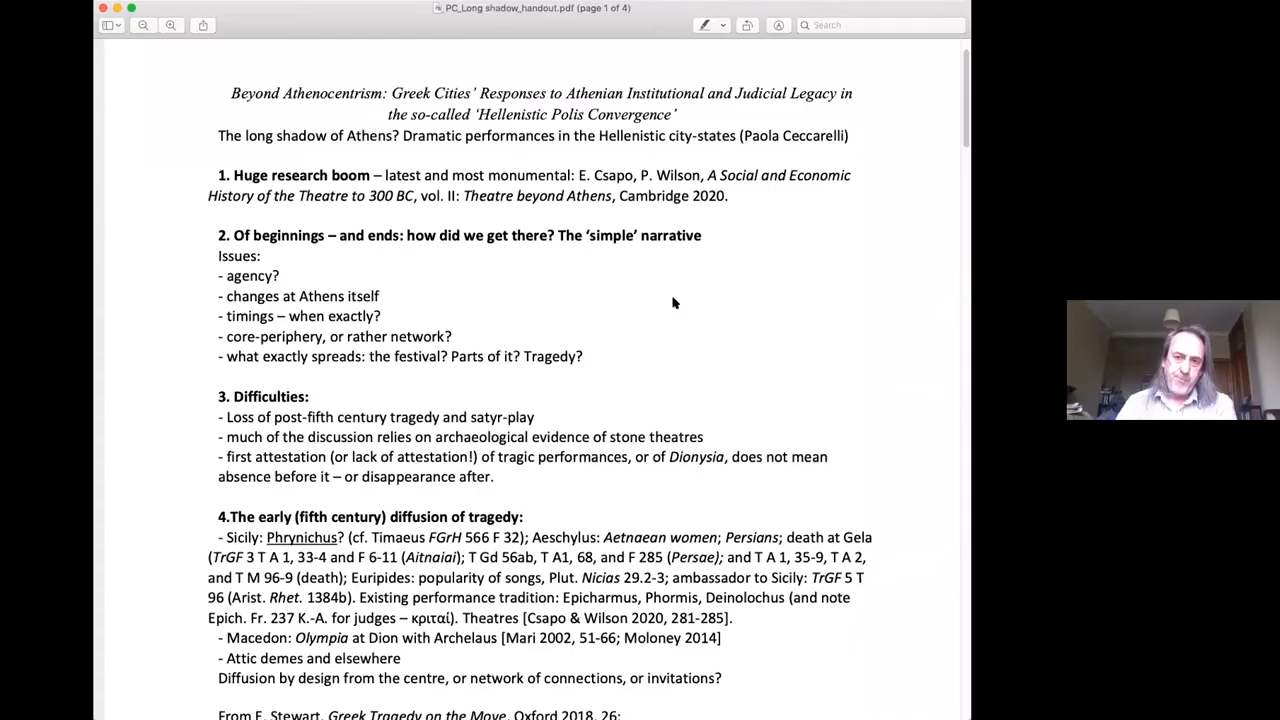 PC_Long shadow_handout.pdf (page 1 of 4)
Search
Beyond Athenocentrism: Greek Cities’ Responses to Athenian Institutional and Judicial Legacy in
the so-called ‘Hellenistic Polis Convergence’
The long shadow of Athens? Dramatic performances in the Hellenistic city-states (Paola Ceccarelli)
1. Huge research boom – latest and most monumental: E. Csapo, P. Wilson, A Social and Economic
History of the Theatre to 300 BC, vol. II: Theatre beyond Athens, Cambridge 2020.
2. Of beginnings – and ends: how did we get there? The ‘simple’ narrative
Issues:
- agency?
- changes at Athens itself
- timings – when exactly?
- core-periphery, or rather network?
- what exactly spreads: the festival? Parts of it? Tragedy?
3. Difficulties:
- Loss of post-fifth century tragedy and satyr-play
- much of the discussion relies on archaeological evidence of stone theatres
- first attestation (or lack of attestation!) of tragic performances, or of Dionysia, does not mean
absence before it – or disappearance after.
4.The early (fifth century) diffusion of tragedy:
- Sicily: Phrynichus? (cf. Timaeus FGrH 566 F 32); Aeschylus: Aetnaean women; Persians; death at Gela
(TrGF 3 T A 1, 33-4 and F 6-11 (Aitnaiai); T Gd 56ab, T A1, 68, and F 285 (Persae); and T A 1, 35-9, T A 2,
and T M 96-9 (death); Euripides: popularity of songs, Plut. Nicias 29.2-3; ambassador to Sicily: TrGF 5 T
96 (Arist. Rhet. 1384b). Existing performance tradition: Epicharmus, Phormis, Deinolochus (and note
Epich. Fr. 237 K.-A. for judges – κριταί). Theatres [Csapo & Wilson 2020, 281-285].
- Macedon: Olympia at Dion with Archelaus [Mari 2002, 51-66; Moloney 2014]
- Attic demes and elsewhere
Diffusion by design from the centre, or network of connections, or invitations?
From E. Stewart, Greek Tragedy on the Move, Oxford 2018, 26: